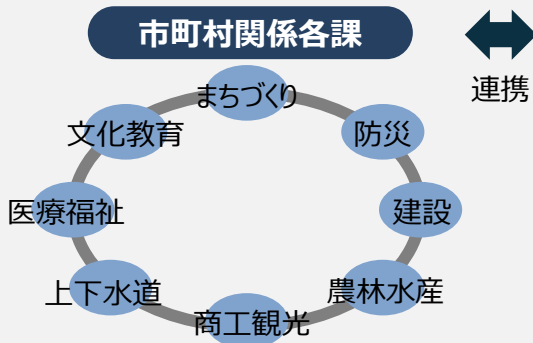 市町村関係各課
連携
まちづくり
文化教育
防災
医療福祉
建設
上下水道
農林水産
商工観光